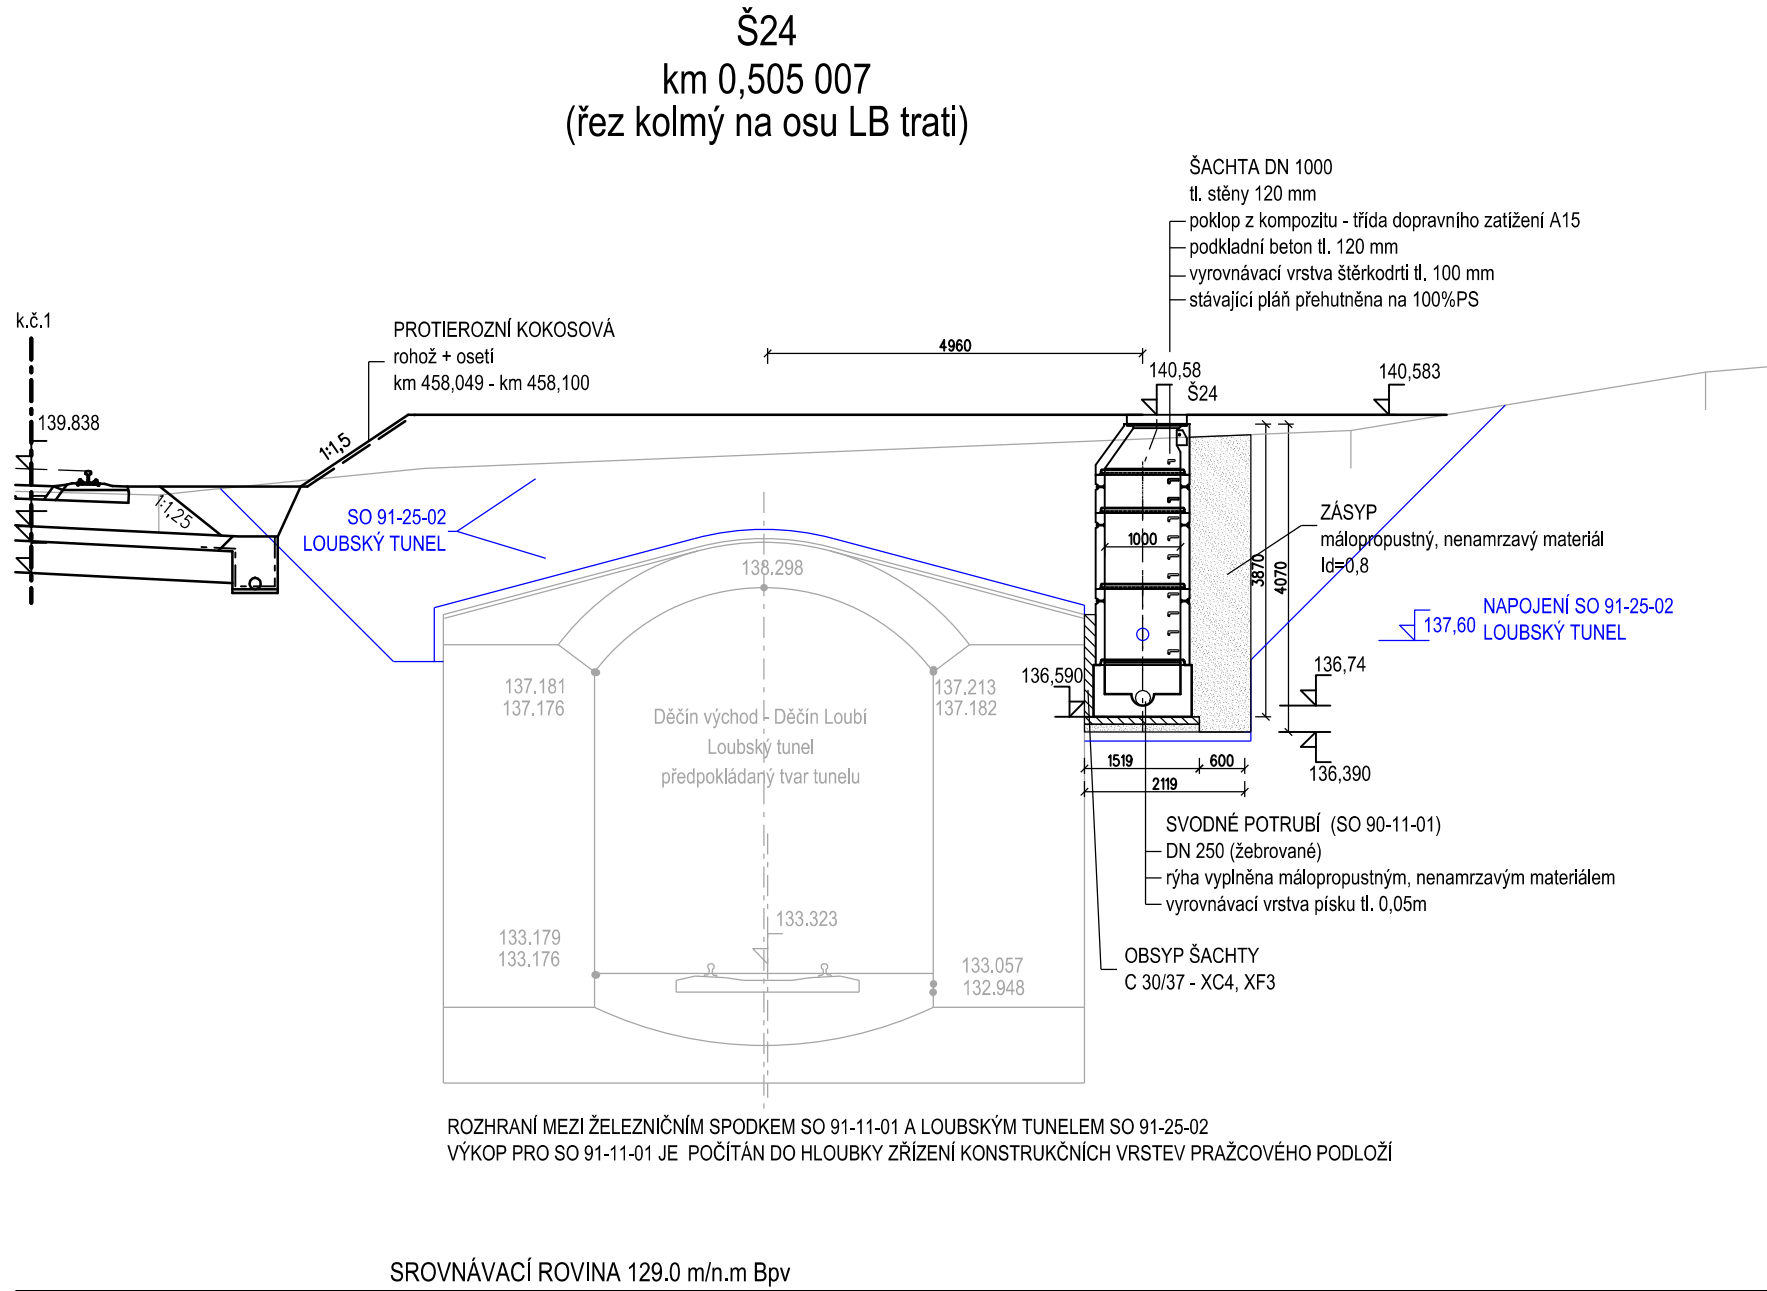 Š24
km 0,505 007
(řez kolmý na osu LB trati)
ŠACHTA DN 1000
tl. stěny 120 mm
poklop z kompozitu - třída dopravního zatížení A15
podkladní beton tl. 120 mm
vyrovnávací vrstva štěrkodrti tl. 100 mm
stávající pláň přehutněna na 100%PS
k.č.1
PROTIEROZNÍ KOKOSOVÁ
rohož + osetí
km 458,049 - km 458,100
4960
140,58
Š24
140,583
139.838
1:1,5
1:1,25
SO 91-25-02
LOUBSKÝ TUNEL
138.298
1000
ZÁSYP
málopropustný, nenamrzavý materiál
Id=0,8
3870
4070
NAPOJENÍ SO 91-25-02
LOUBSKÝ TUNEL
137,60
136,590
136,74
137.181
137.176
137.213
137.182
Děčín východ - Děčín Loubí
Loubský tunel
předpokládaný tvar tunelu
1519
600
2119
136,390
SVODNÉ POTRUBÍ (SO 90-11-01)
DN 250 (žebrované)
rýha vyplněna málopropustným, nenamrzavým materiálem
vyrovnávací vrstva písku tl. 0,05m
133.323
133.179
133.176
133.057
132.948
OBSYP ŠACHTY
C 30/37 - XC4, XF3
ROZHRANÍ MEZI ŽELEZNIČNÍM SPODKEM SO 91-11-01 A LOUBSKÝM TUNELEM SO 91-25-02
VÝKOP PRO SO 91-11-01 JE POČÍTÁN DO HLOUBKY ZŘÍZENÍ KONSTRUKČNÍCH VRSTEV PRAŽCOVÉHO PODLOŽÍ
SROVNÁVACÍ ROVINA 129.0 m/n.m Bpv